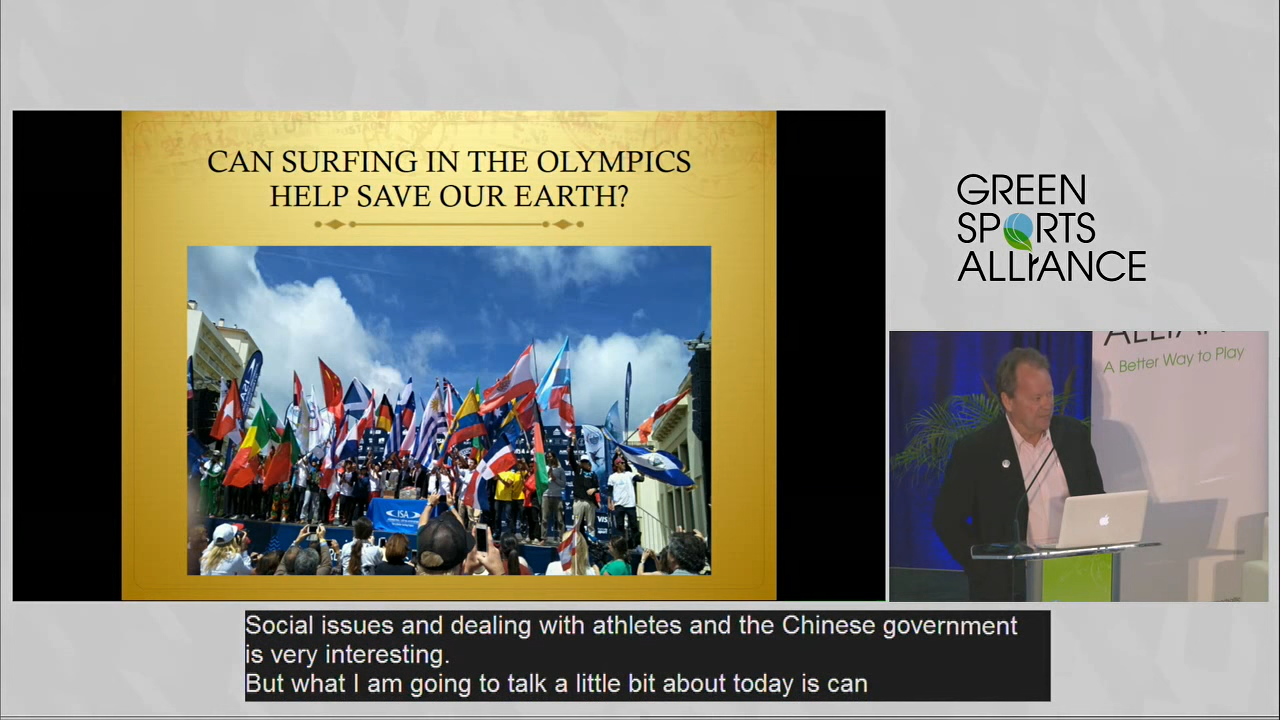 CAN SURFING IN THE OLYMPICS
HELP SAVE OUR EARTH?
ISA
VISA
GREEN
SPORTS
ALLIANCE
A Better Way to Play
Social issues and dealing with athletes and the Chinese government
is very interesting.
But what I am going to talk a little bit about today is can